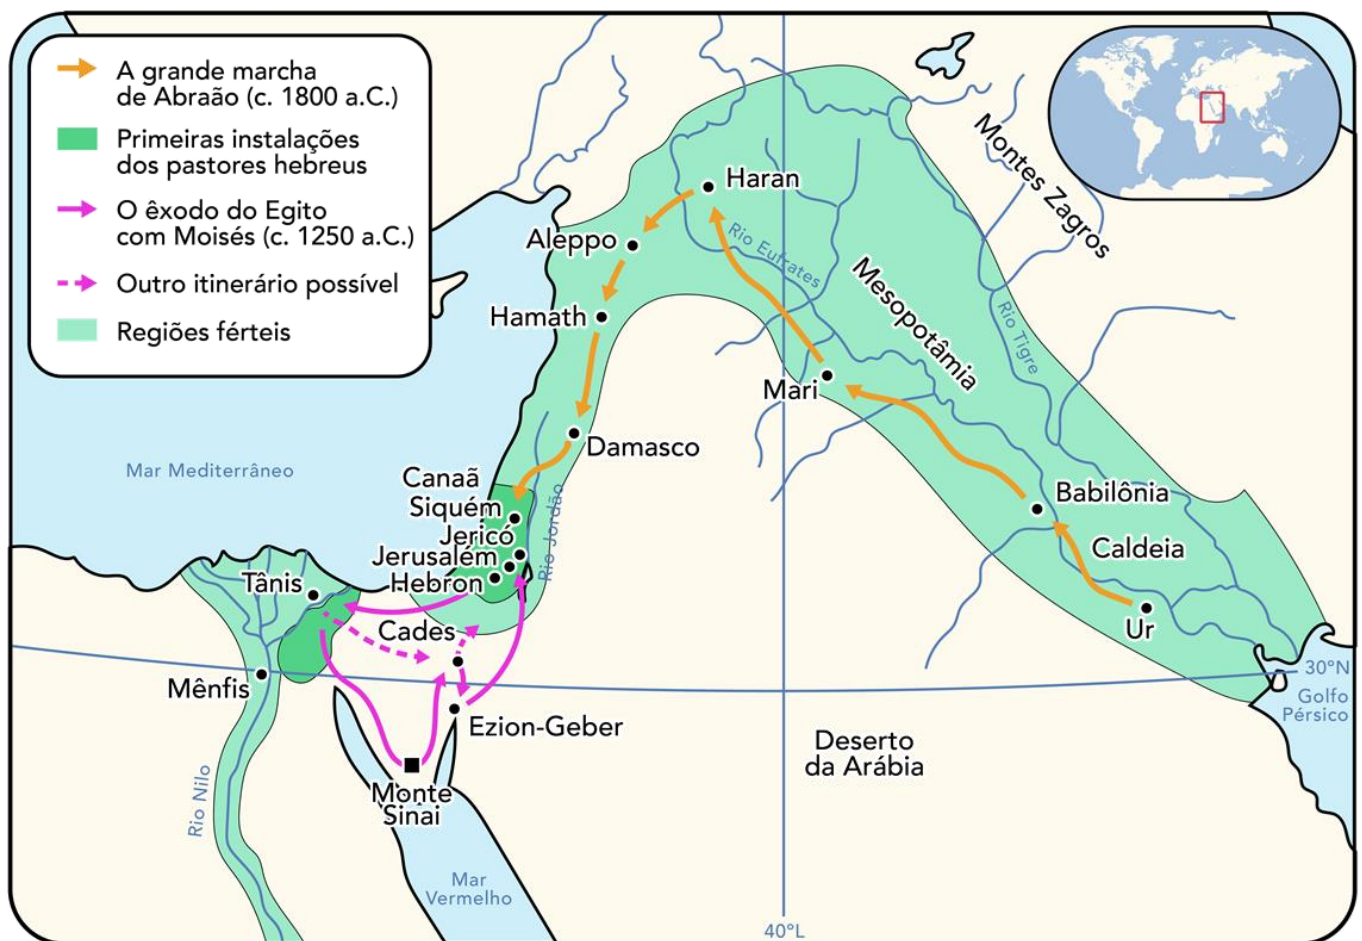 A grande marcha
de Abraão (c. 1800 a.C.)
Primeiras instalações
dos pastores hebreus
O êxodo do Egito
com Moisés (c. 1250 a.C.)
Outro itinerário possível
Regiões férteis
Montes Zagros
Haran
Aleppo
Rio Eufrates
Hamath
Mesopotâmia
Rio Tigre
Mari
Damasco
Mar Mediterrâneo
Canaã
Siquém
Jericó
Jerusalém
Hebron
Rio Jordão
Babilônia
Caldeia
Ur
Tânis
Cades
Mênfis
Ezion-Geber
30°N
Golfo
Pérsico
Deserto
da Arábia
Monte
Sinai
Rio Nilo
Mar
Vermelho
40°L